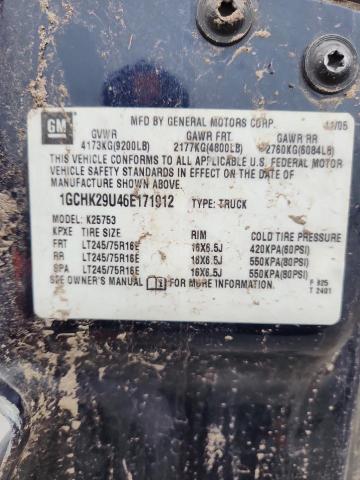 GM
MFD BY GENERAL MOTORS CORP. 11/05
GVWR GAWR FRT GAWR RR
4173KG(9200LB) 2177KG(4800LB) 2760KG(6084LB)
THIS VEHICLE CONFORMS TO ALL APPLICABLE U.S. FEDERAL MOTOR
VEHICLE SAFETY STANDARDS IN EFFECT ON THE DATE OF
MANUFACTURE SHOWN ABOVE.
1GCHK29U46E171912 TYPE: TRUCK
MODEL: K25753
KPXE TIRE SIZE RIM COLD TIRE PRESSURE
FRT LT245/75R16E 16X6.5J 420KPA(60PSI)
RR LT245/75R16E 16X6.5J 550KPA(80PSI)
SPA LT245/75R16E 16X6.5J 550KPA(80PSI)
SEE OWNER'S MANUAL FOR MORE INFORMATION. F 925
T 2401